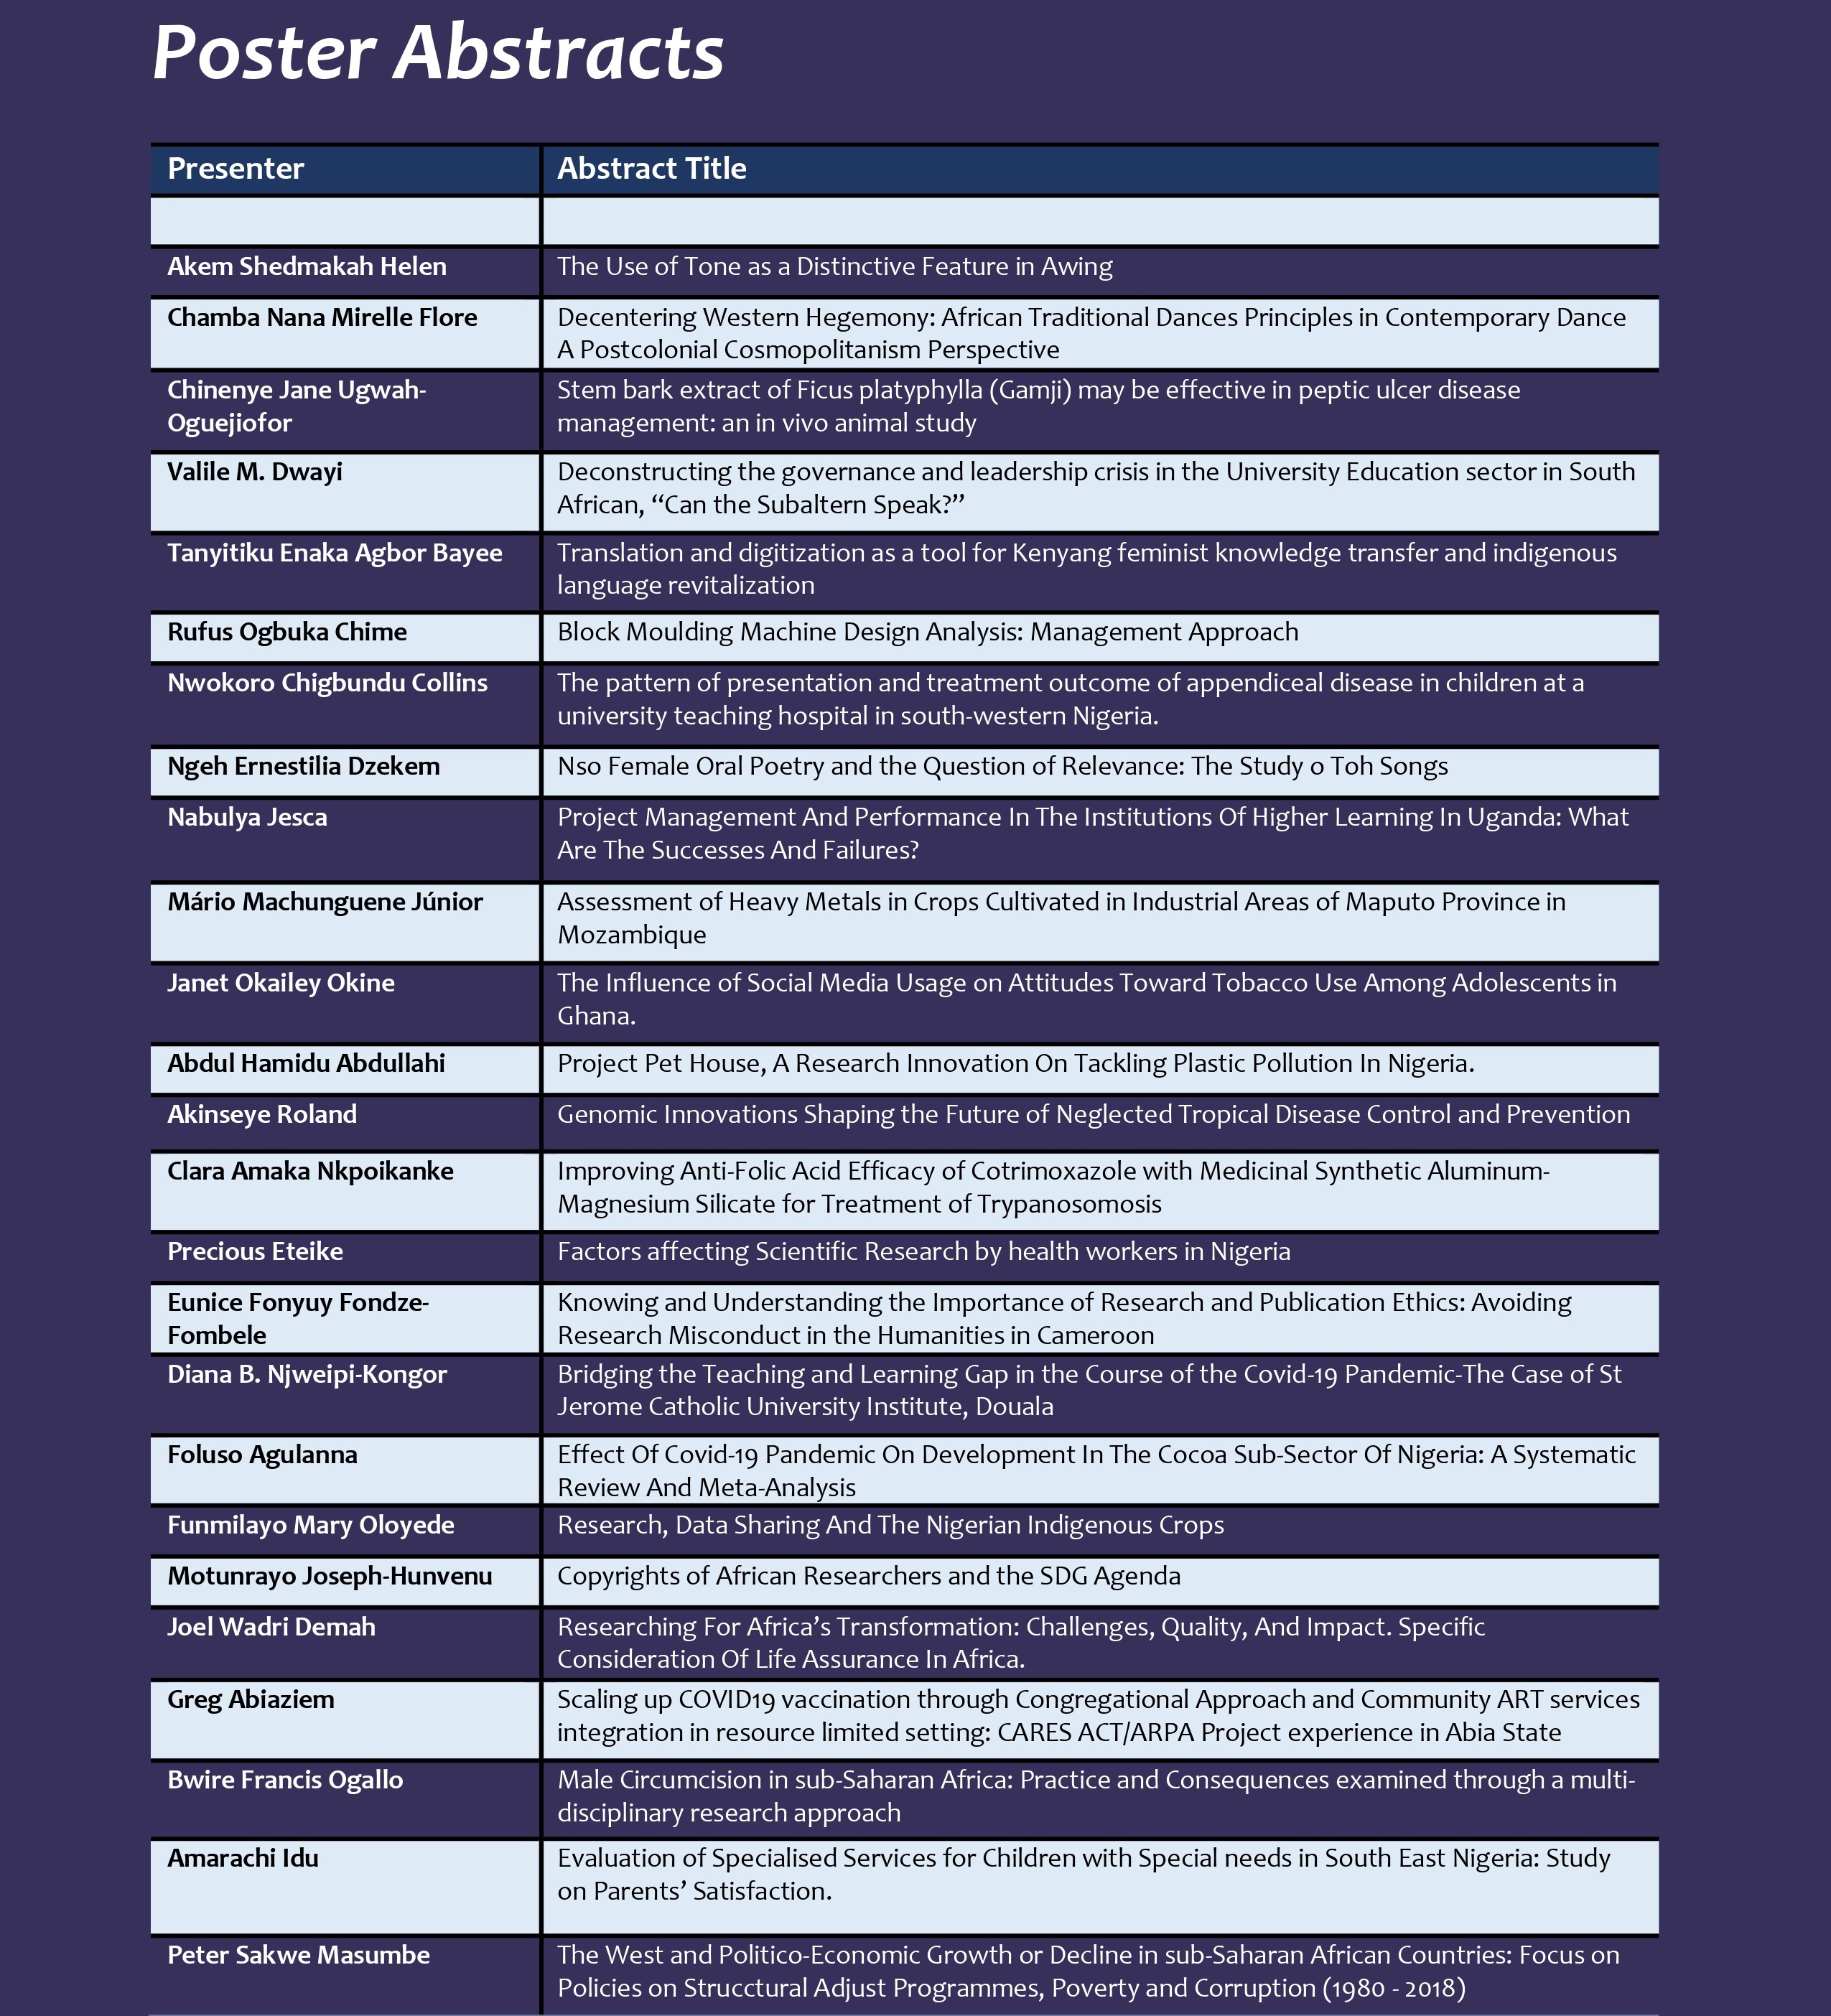 Poster Abstracts
Presenter Abstract Title
Akem Shedmakah Helen The Use of Tone as a Distinctive Feature in Awing
Chamba Nana Mirelle Flore Decentering Western Hegemony: African Traditional Dances Principles in Contemporary Dance
A Postcolonial Cosmopolitanism Perspective
Chinenye Jane Ugwah- Stem bark extract of Ficus platyphylla (Gamji) may be effective in peptic ulcer disease
Oguejiofor management: an in vivo animal study
Valile M. Dwayi Deconstructing the governance and leadership crisis in the University Education sector in South
African, “Can the Subaltern Speak?”
Tanyitiku Enaka Agbor Bayee Translation and digitization as a tool for Kenyang feminist knowledge transfer and indigenous
language revitalization
Rufus Ogbuka Chime Block Moulding Machine Design Analysis: Management Approach
Nwokoro Chigbundu Collins The pattern of presentation and treatment outcome of appendiceal disease in children at a
university teaching hospital in south-western Nigeria.
Ngeh Ernestilia Dzekem Nso Female Oral Poetry and the Question of Relevance: The Study o Toh Songs
Nabulya Jesca Project Management And Performance In The Institutions Of Higher Learning In Uganda: What
Are The Successes And Failures?
Mário Machunguene Júnior Assessment of Heavy Metals in Crops Cultivated in Industrial Areas of Maputo Province in
Mozambique
Janet Okailey Okine The Influence of Social Media Usage on Attitudes Toward Tobacco Use Among Adolescents in
Ghana.
Abdul Hamidu Abdullahi Project Pet House, A Research Innovation On Tackling Plastic Pollution In Nigeria.
Akinseye Roland Genomic Innovations Shaping the Future of Neglected Tropical Disease Control and Prevention
Clara Amaka Nkpoikanke Improving Anti-Folic Acid Efficacy of Cotrimoxazole with Medicinal Synthetic Aluminum-
Magnesium Silicate for Treatment of Trypanosomosis
Precious Eteike Factors affecting Scientific Research by health workers in Nigeria
Eunice Fonyuy Fondze- Knowing and Understanding the Importance of Research and Publication Ethics: Avoiding
Fombele Research Misconduct in the Humanities in Cameroon
Diana B. Njweipi-Kongor Bridging the Teaching and Learning Gap in the Course of the Covid-19 Pandemic-The Case of St
Jerome Catholic University Institute, Douala
Foluso Agulanna Effect Of Covid-19 Pandemic On Development In The Cocoa Sub-Sector Of Nigeria: A Systematic
Review And Meta-Analysis
Funmilayo Mary Oloyede Research, Data Sharing And The Nigerian Indigenous Crops
Motunrayo Joseph-Hunvenu Copyrights of African Researchers and the SDG Agenda
Joel Wadri Demah Researching For Africa’s Transformation: Challenges, Quality, And Impact. Specific
Consideration Of Life Assurance In Africa.
Greg Abiaziem Scaling up COVID19 vaccination through Congregational Approach and Community ART services
integration in resource limited setting: CARES ACT/ARPA Project experience in Abia State
Bwire Francis Ogallo Male Circumcision in sub-Saharan Africa: Practice and Consequences examined through a multi-
disciplinary research approach
Amarachi Idu Evaluation of Specialised Services for Children with Special needs in South East Nigeria: Study
on Parents’ Satisfaction.
Peter Sakwe Masumbe The West and Politico-Economic Growth or Decline in sub-Saharan African Countries: Focus on
Policies on Strucctural Adjust Programmes, Poverty and Corruption (1980 - 2018)